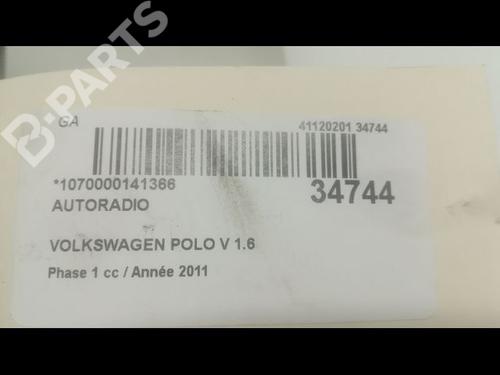 B-PARTS
GA
41120201 34744
*1070000141366
34744
AUTORADIO
VOLKSWAGEN POLO V 1.6
Phase 1 cc / Année 2011